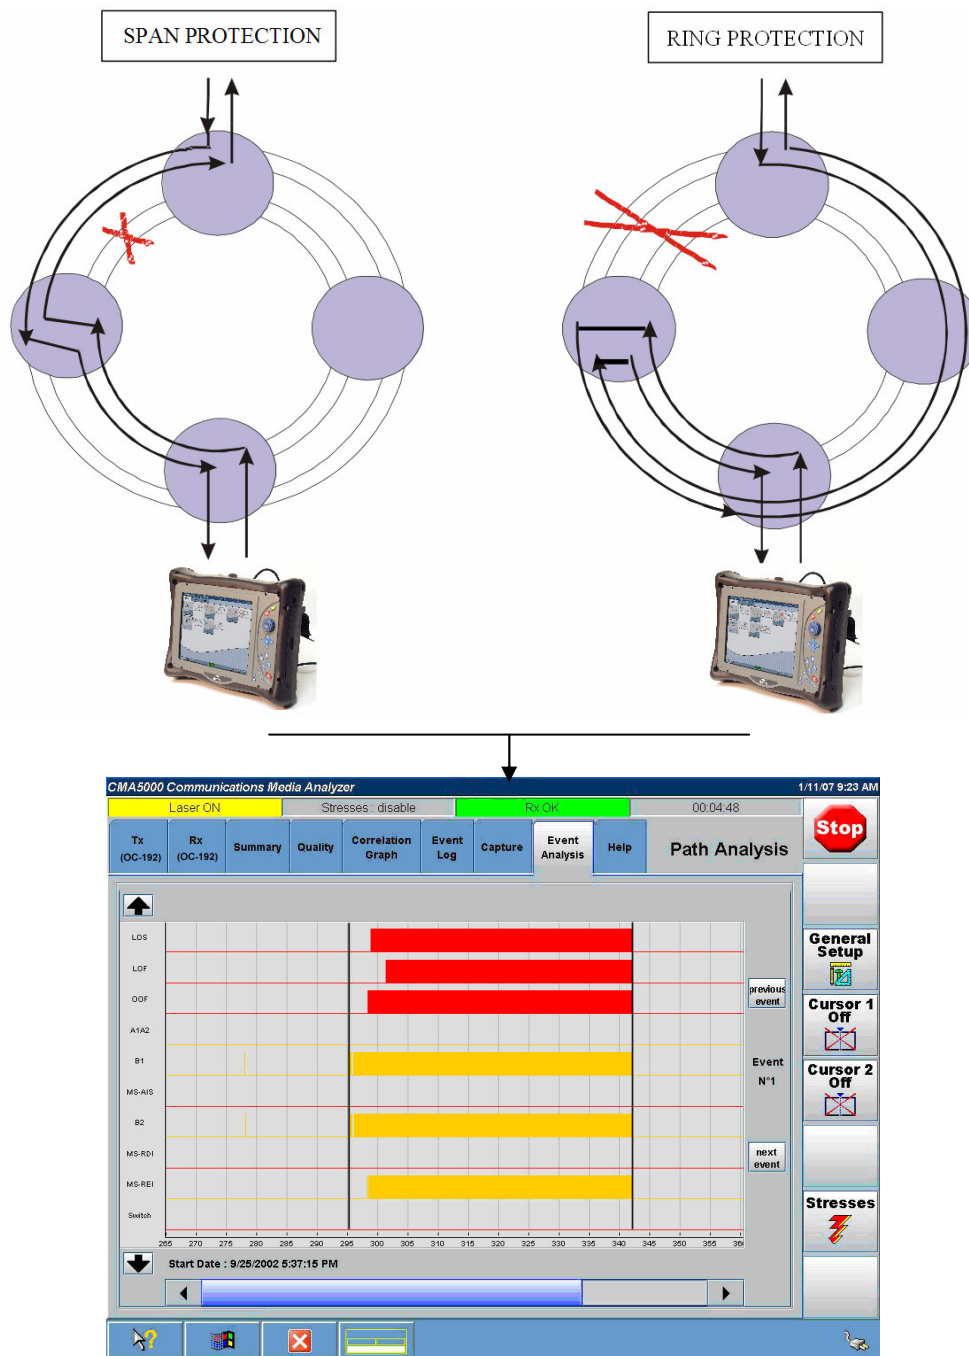 SPAN PROTECTION
RING PROTECTION
CMA5000 Communications Media Analyzer
1/11/07 9:23 AM
Laser ON
Stresses : disable
Rx OK
00:04:48
Tx
(OC-192)
Rx
(OC-192)
Summary
Quality
Correlation
Graph
Event
Log
Capture
Event
Analysis
Help
Path Analysis
Stop
General
Setup
Cursor 1
Off
Cursor 2
Off
Stresses
LOS
LOF
OOF
A1A2
B1
MS-AIS
B2
MS-RDI
MS-REI
Switch
previous
event
Event
N°1
next
event
265 270 275 280 285 290 295 300 305 310 315 320 325 330 335 340 345 350 355 36
Start Date : 9/25/2002 5:37:15 PM